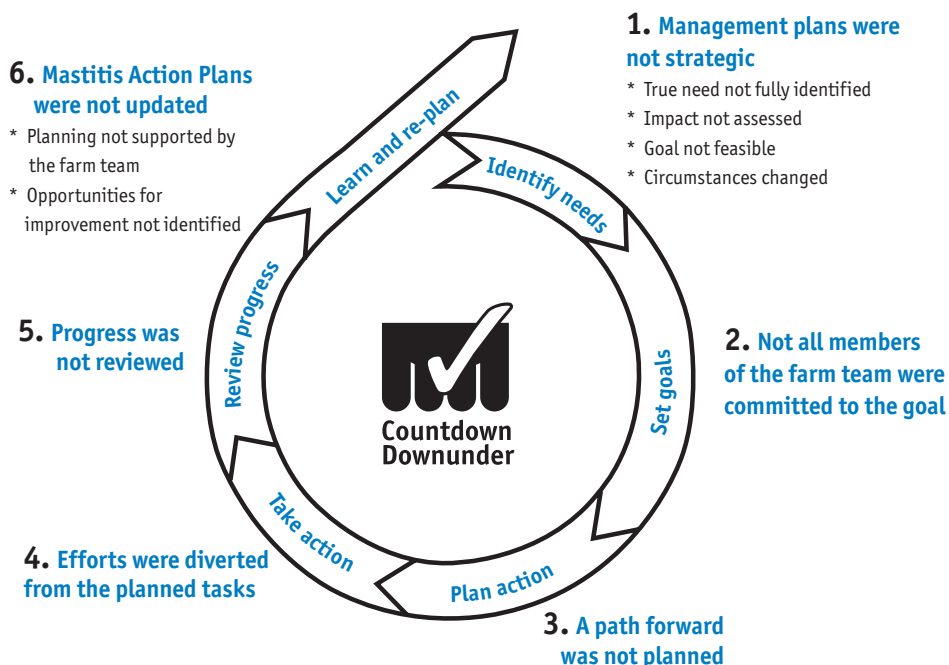 1. Management plans were
not strategic
* True need not fully identified
* Impact not assessed
* Goal not feasible
* Circumstances changed
6. Mastitis Action Plans
were not updated
* Planning not supported by
the farm team
* Opportunities for
improvement not identified
Learn and re-plan
Identify needs
5. Progress was
not reviewed
Review progress
Set goals
2. Not all members
of the farm team were
committed to the goal
Countdown
Downunder
Take action
4. Efforts were diverted
from the planned tasks
Plan action
3. A path forward
was not planned